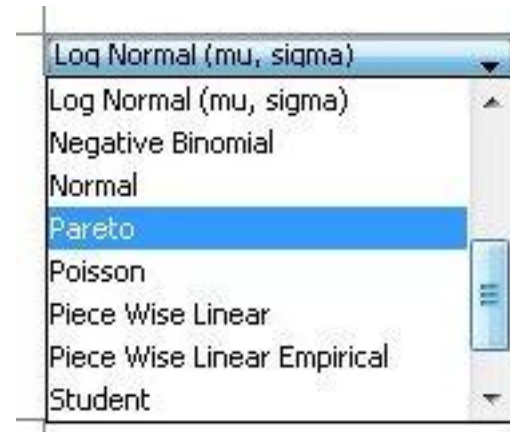 Log Normal (mu, sigma)
Log Normal (mu, sigma)
Negative Binomial
Normal
Pareto
Poisson
Piece Wise Linear
Piece Wise Linear Empirical
Student